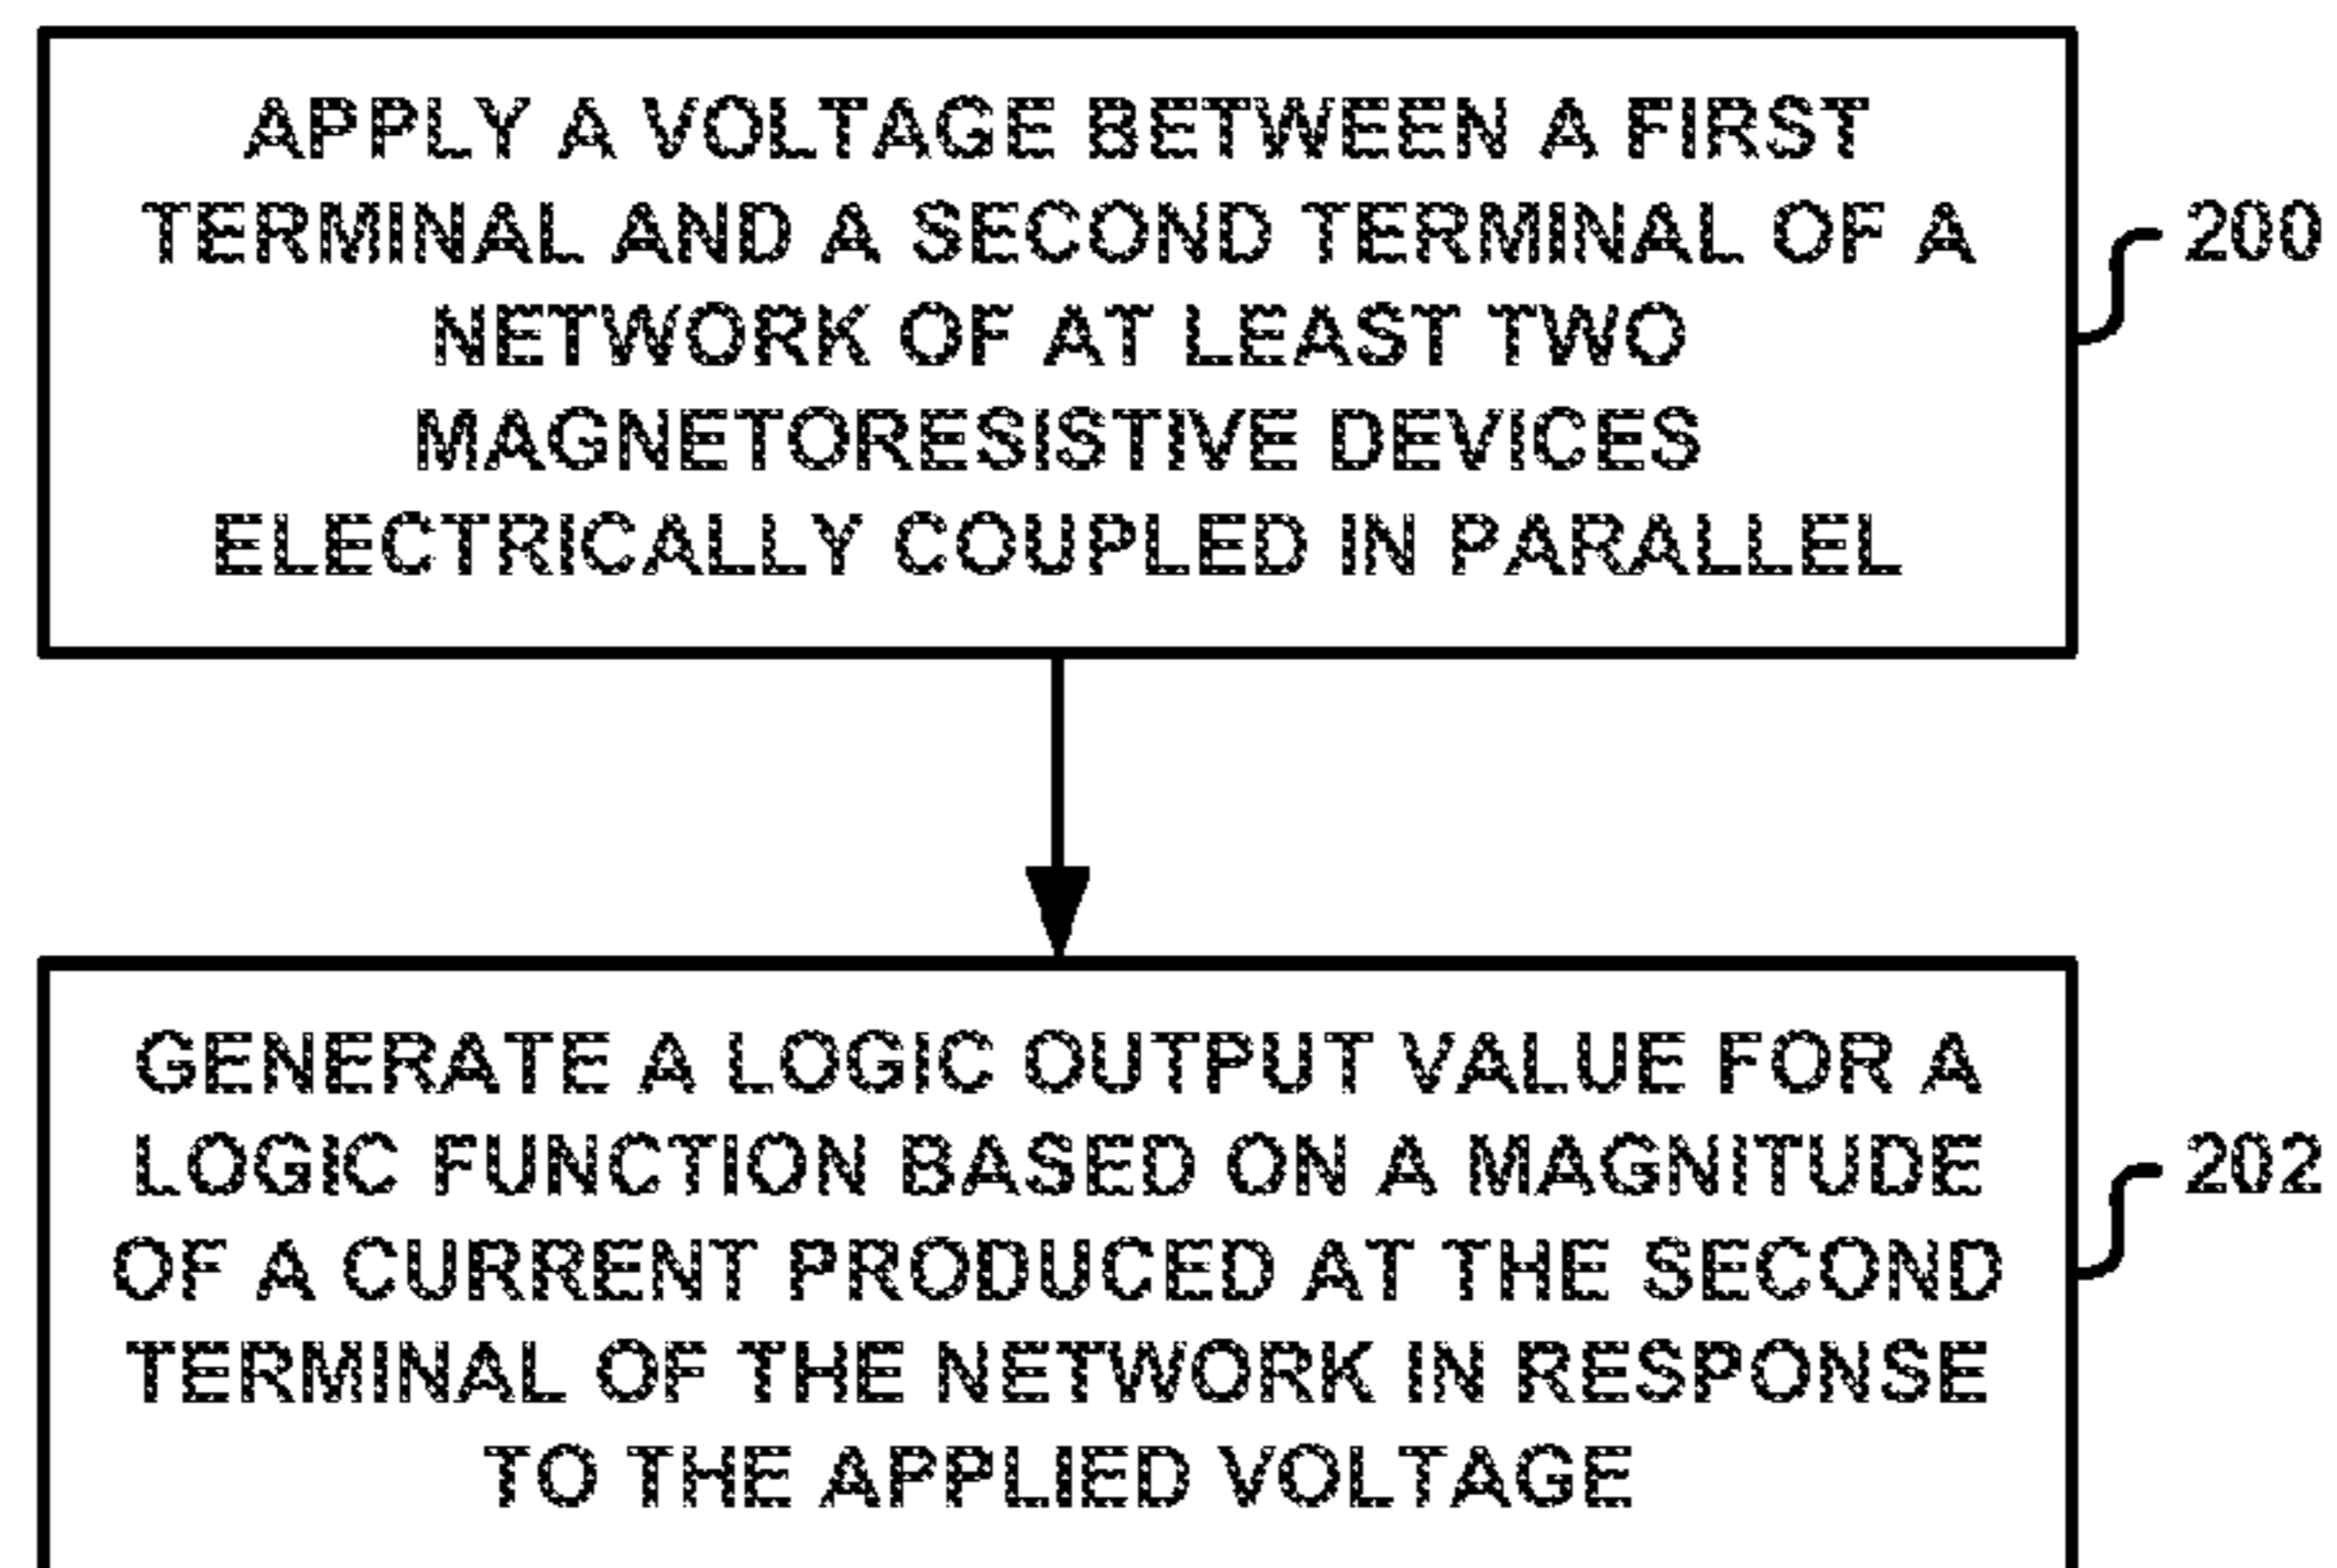 APPLY A VOLTAGE BETWEEN A FIRST
TERMINAL AND A SECOND TERMINAL OF A
NETWORK OF AT LEAST TWO
MAGNETORESISTIVE DEVICES
ELECTRICALLY COUPLED IN PARALLEL
200
GENERATE A LOGIC OUTPUT VALUE FOR A
LOGIC FUNCTION BASED ON A MAGNITUDE
OF A CURRENT PRODUCED AT THE SECOND
TERMINAL OF THE NETWORK IN RESPONSE
TO THE APPLIED VOLTAGE
202